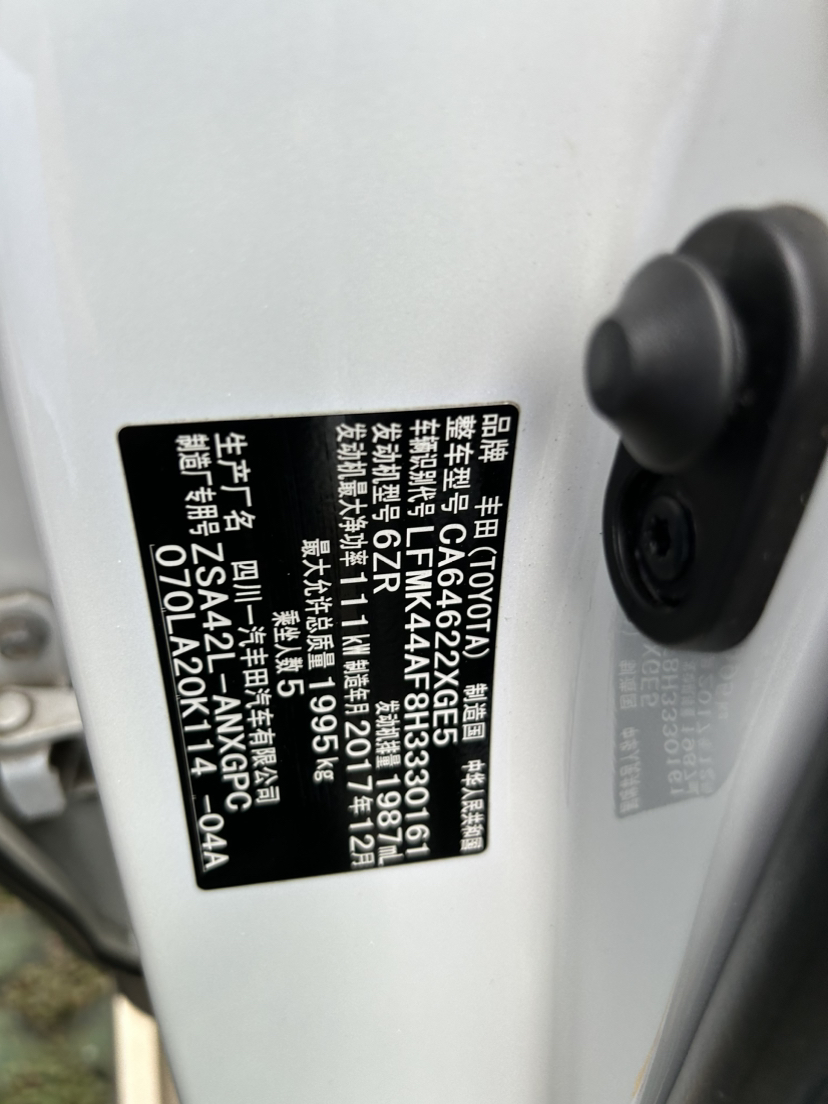 品牌 丰田(TOYOTA) 制造国 中华人民共和国
整车型号 CA64622XGE5
车辆识别代号 LFMK44AF8H3330161
发动机型号 6ZR 发动机排量 1987mL
发动机最大净功率 111kW 制造年月 2017年12月
最大允许总质量 1995kg
乘坐人数 5
生产厂名 四川一汽丰田汽车有限公司
制造厂专用号 ZSA42L-ANXGPC
070LA20K114 -04A